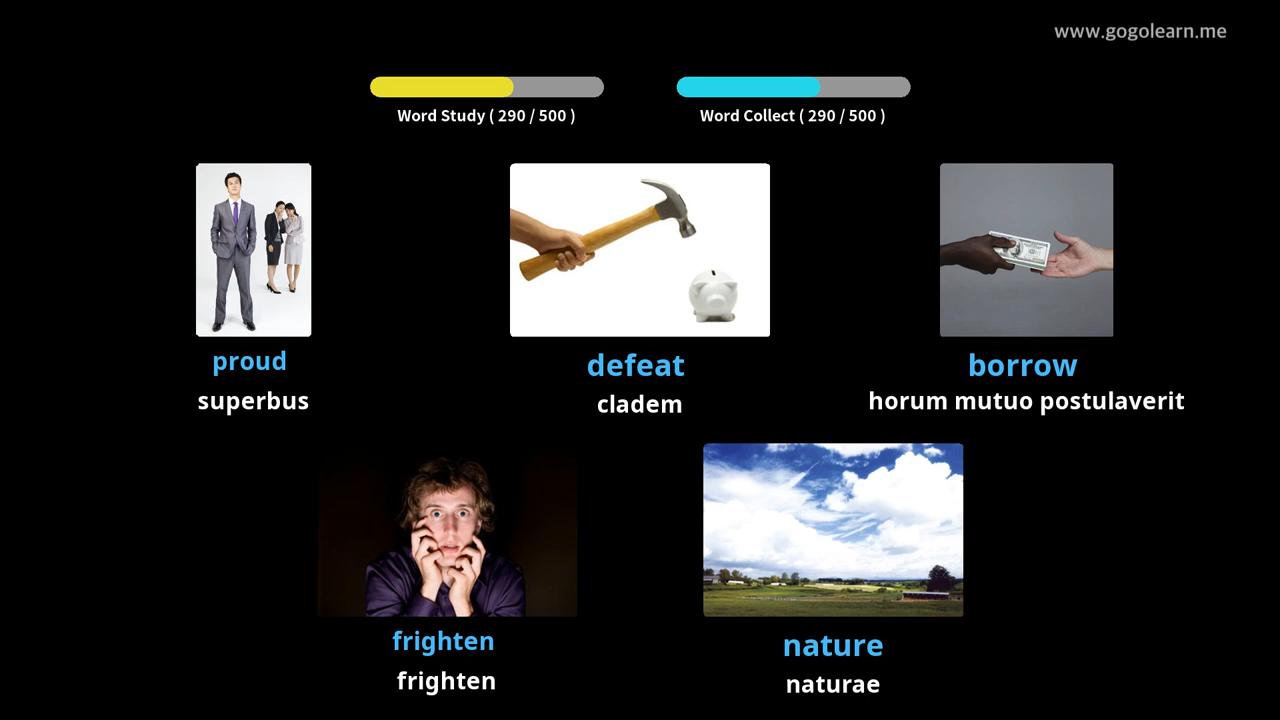 www.gogolearn.me
Word Study ( 290 / 500 )
Word Collect ( 290 / 500 )
proud
superbus
defeat
cladem
borrow
horum mutuo postulaverit
frighten
frighten
nature
naturae